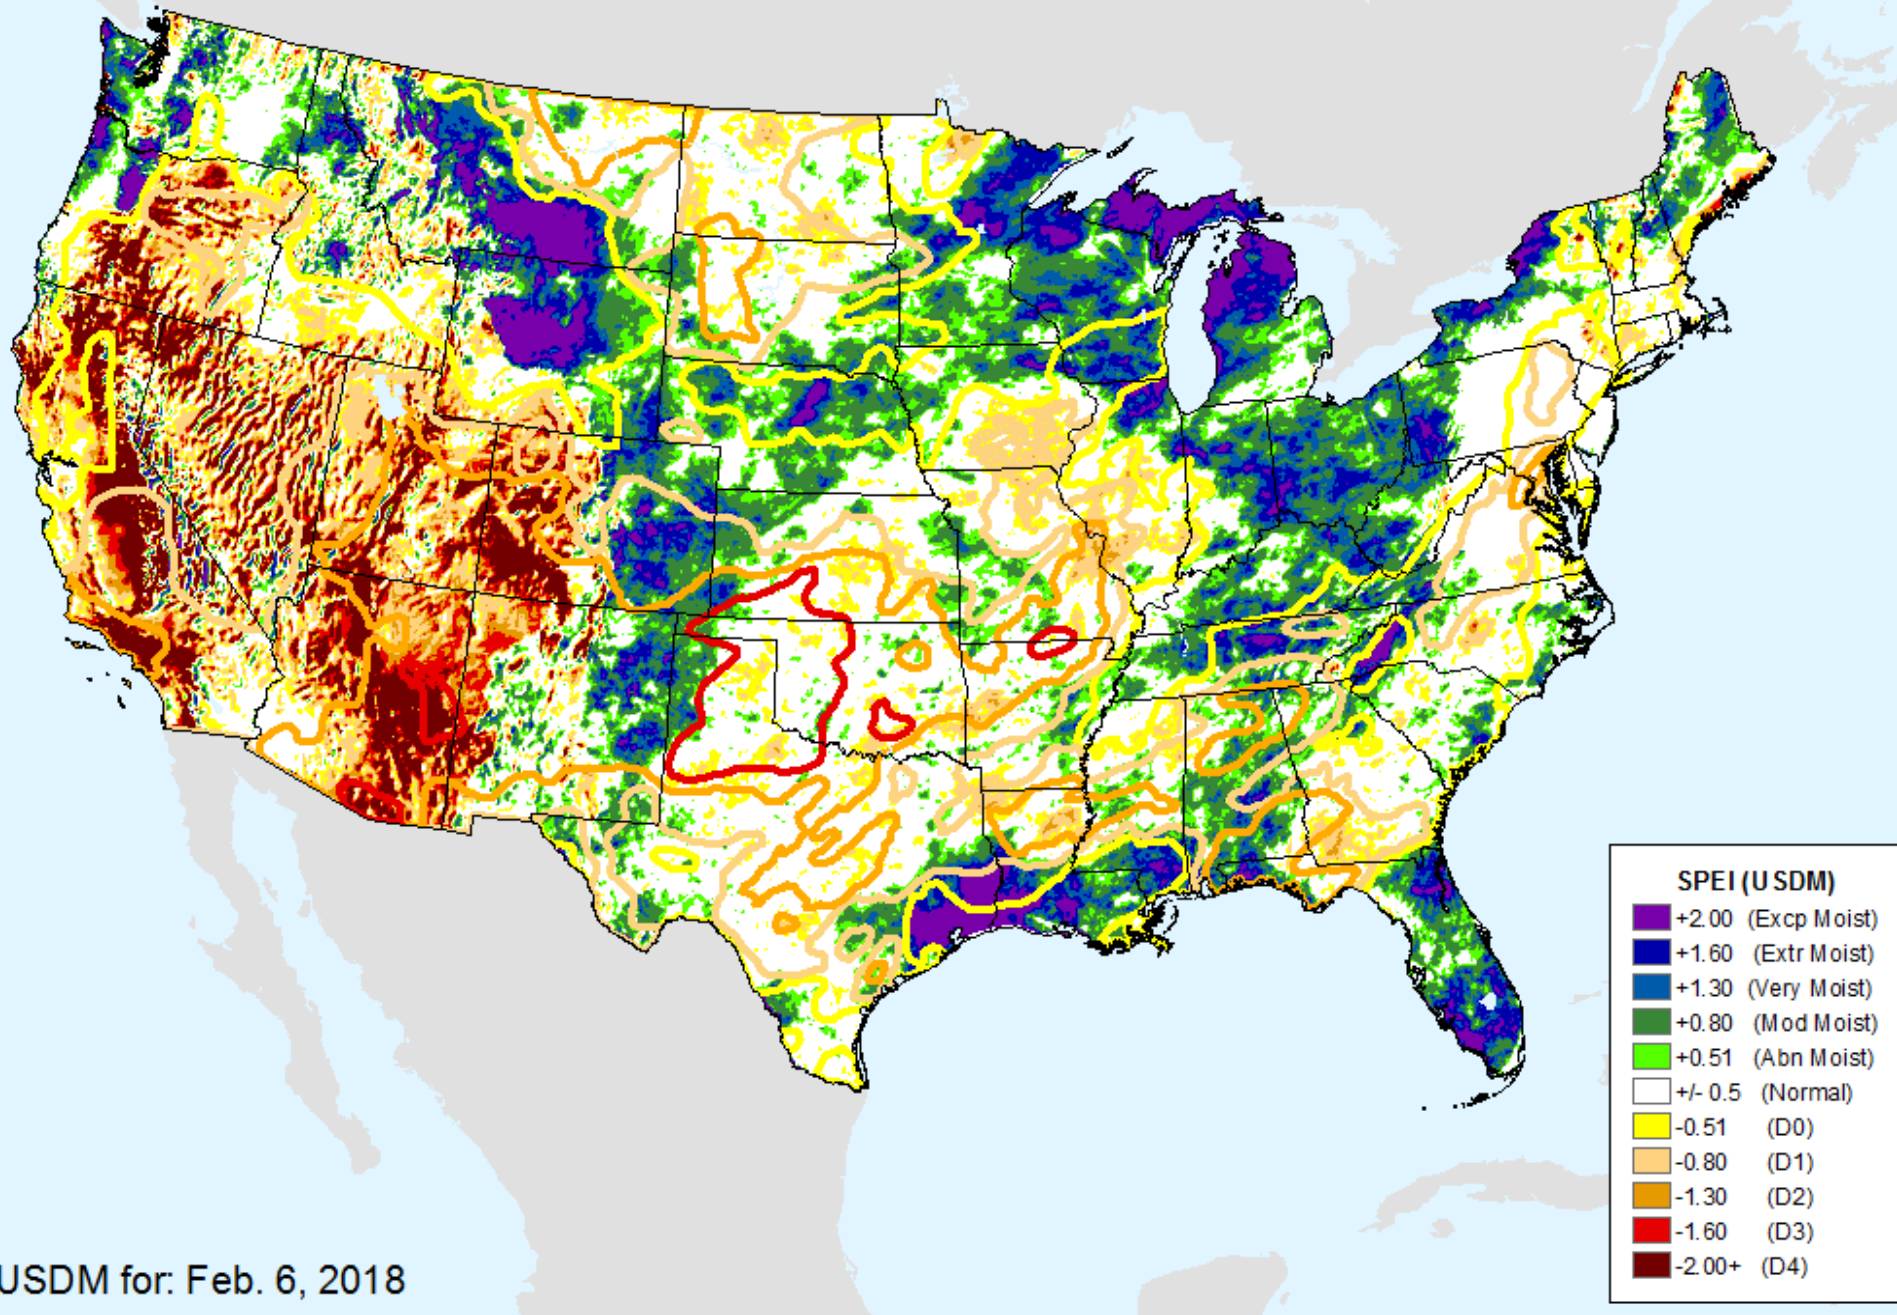 SPEI (USDM)
+2.00 (Excp Moist)
+1.60 (Extr Moist)
+1.30 (Very Moist)
+0.80 (Mod Moist)
+0.51 (Abn Moist)
+/- 0.5 (Normal)
-0.51 (D0)
-0.80 (D1)
-1.30 (D2)
-1.60 (D3)
-2.00+ (D4)
USDM for: Feb. 6, 2018